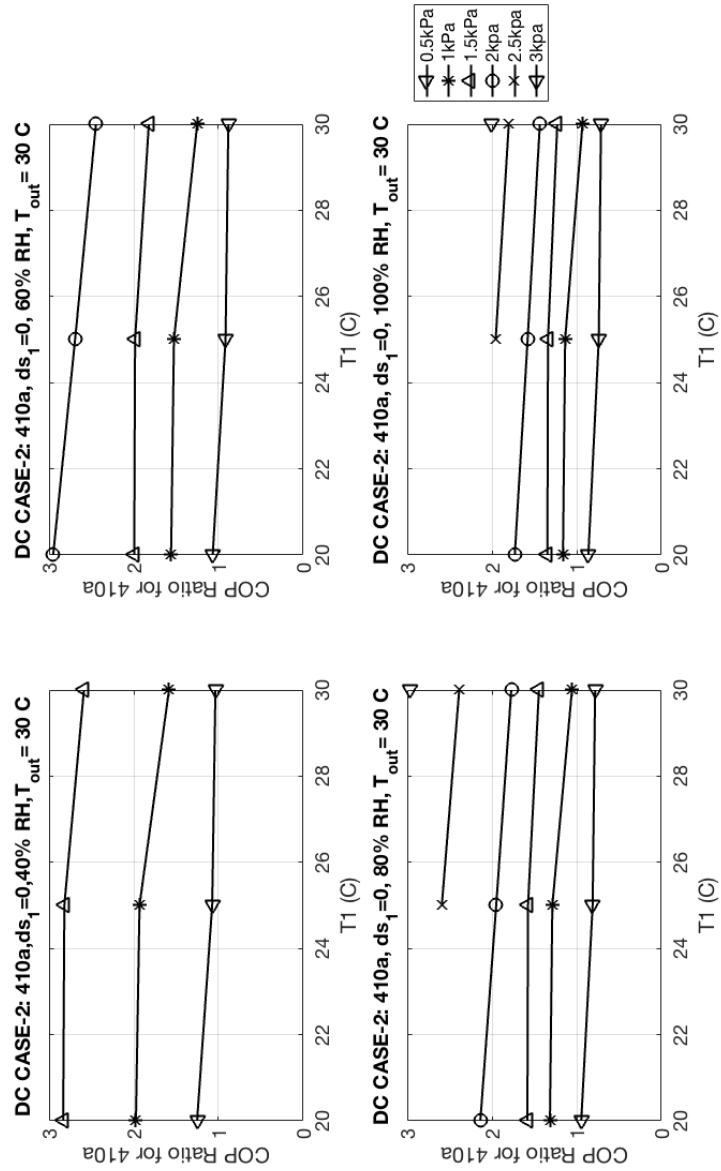 DC CASE-2: 410a,ds1=0,40% RH,Tout= 30 C
COP Ratio for 410a
3
2
1
0
20 22 24 26 28 30
T1 (C)
DC CASE-2: 410a, ds1=0, 60% RH, Tout= 30 C
COP Ratio for 410a
3
2
1
0
20 22 24 26 28 30
T1 (C)
DC CASE-2: 410a, ds1=0, 80% RH, Tout= 30 C
COP Ratio for 410a
3
2
1
0
20 22 24 26 28 30
T1 (C)
DC CASE-2: 410a, ds1=0, 100% RH, Tout= 30 C
COP Ratio for 410a
3
2
1
0
20 22 24 26 28 30
T1 (C)
0.5kPa
1kPa
1.5kPa
2kpa
2.5kpa
3kpa